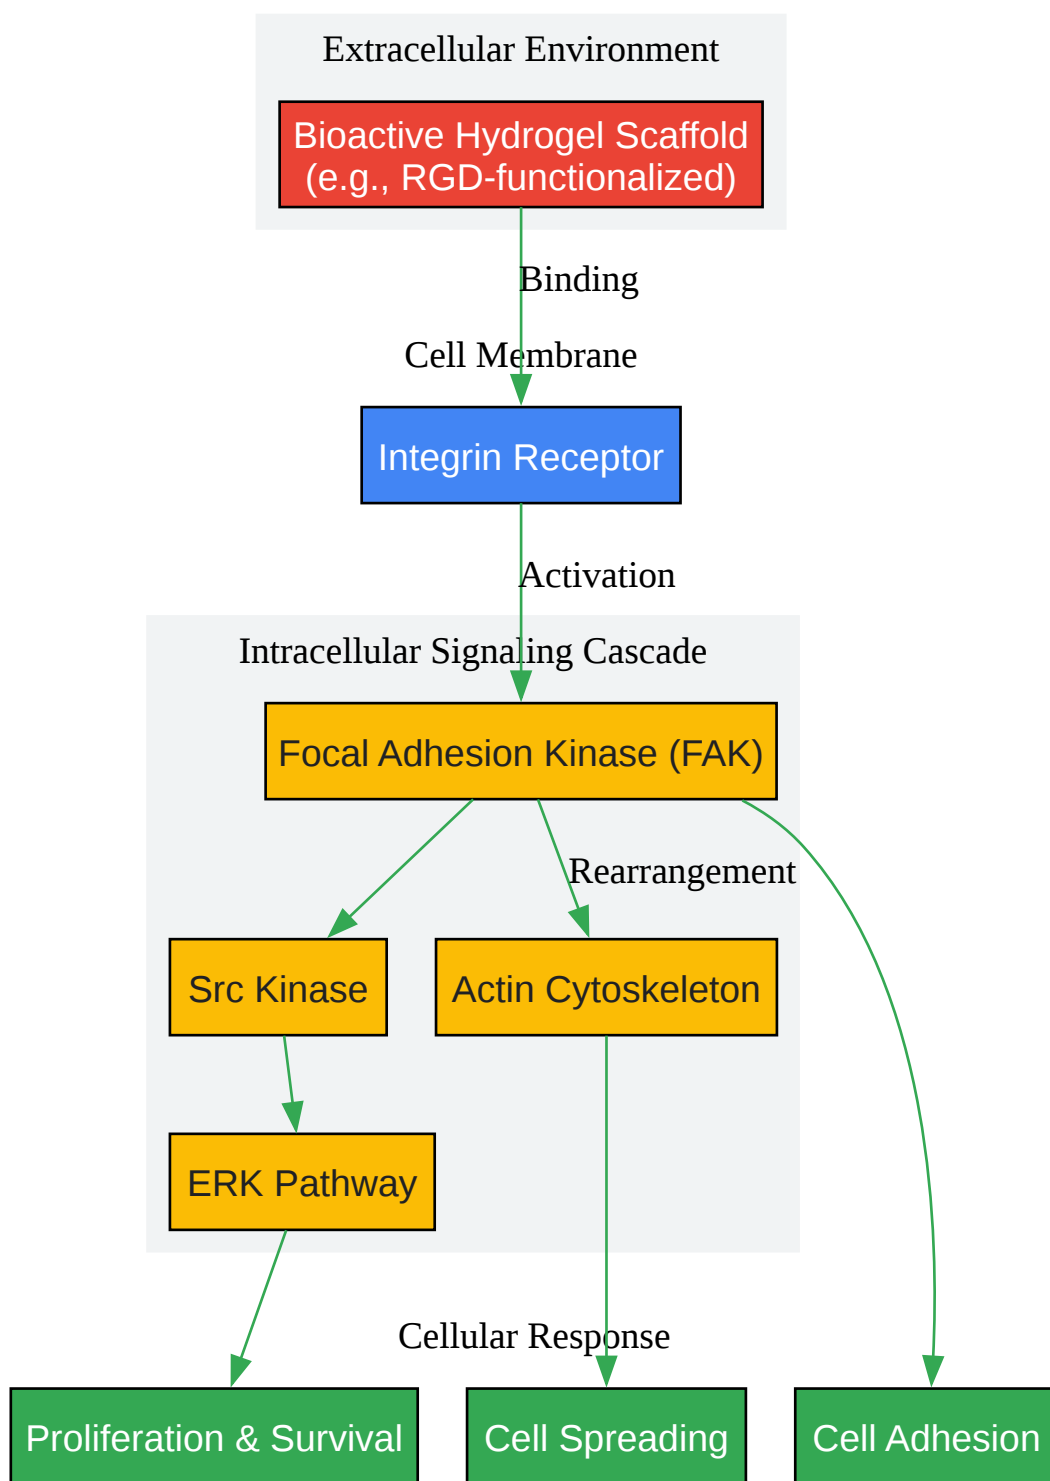 Extracellular Environment
Bioactive Hydrogel Scaffold
(e.g., RGD-functionalized)
Binding
Cell Membrane
Integrin Receptor
Activation
Intracellular Signaling Cascade
Focal Adhesion Kinase (FAK)
Rearrangement
Src Kinase
Actin Cytoskeleton
ERK Pathway
Cellular Response
Proliferation & Survival
Cell Spreading
Cell Adhesion